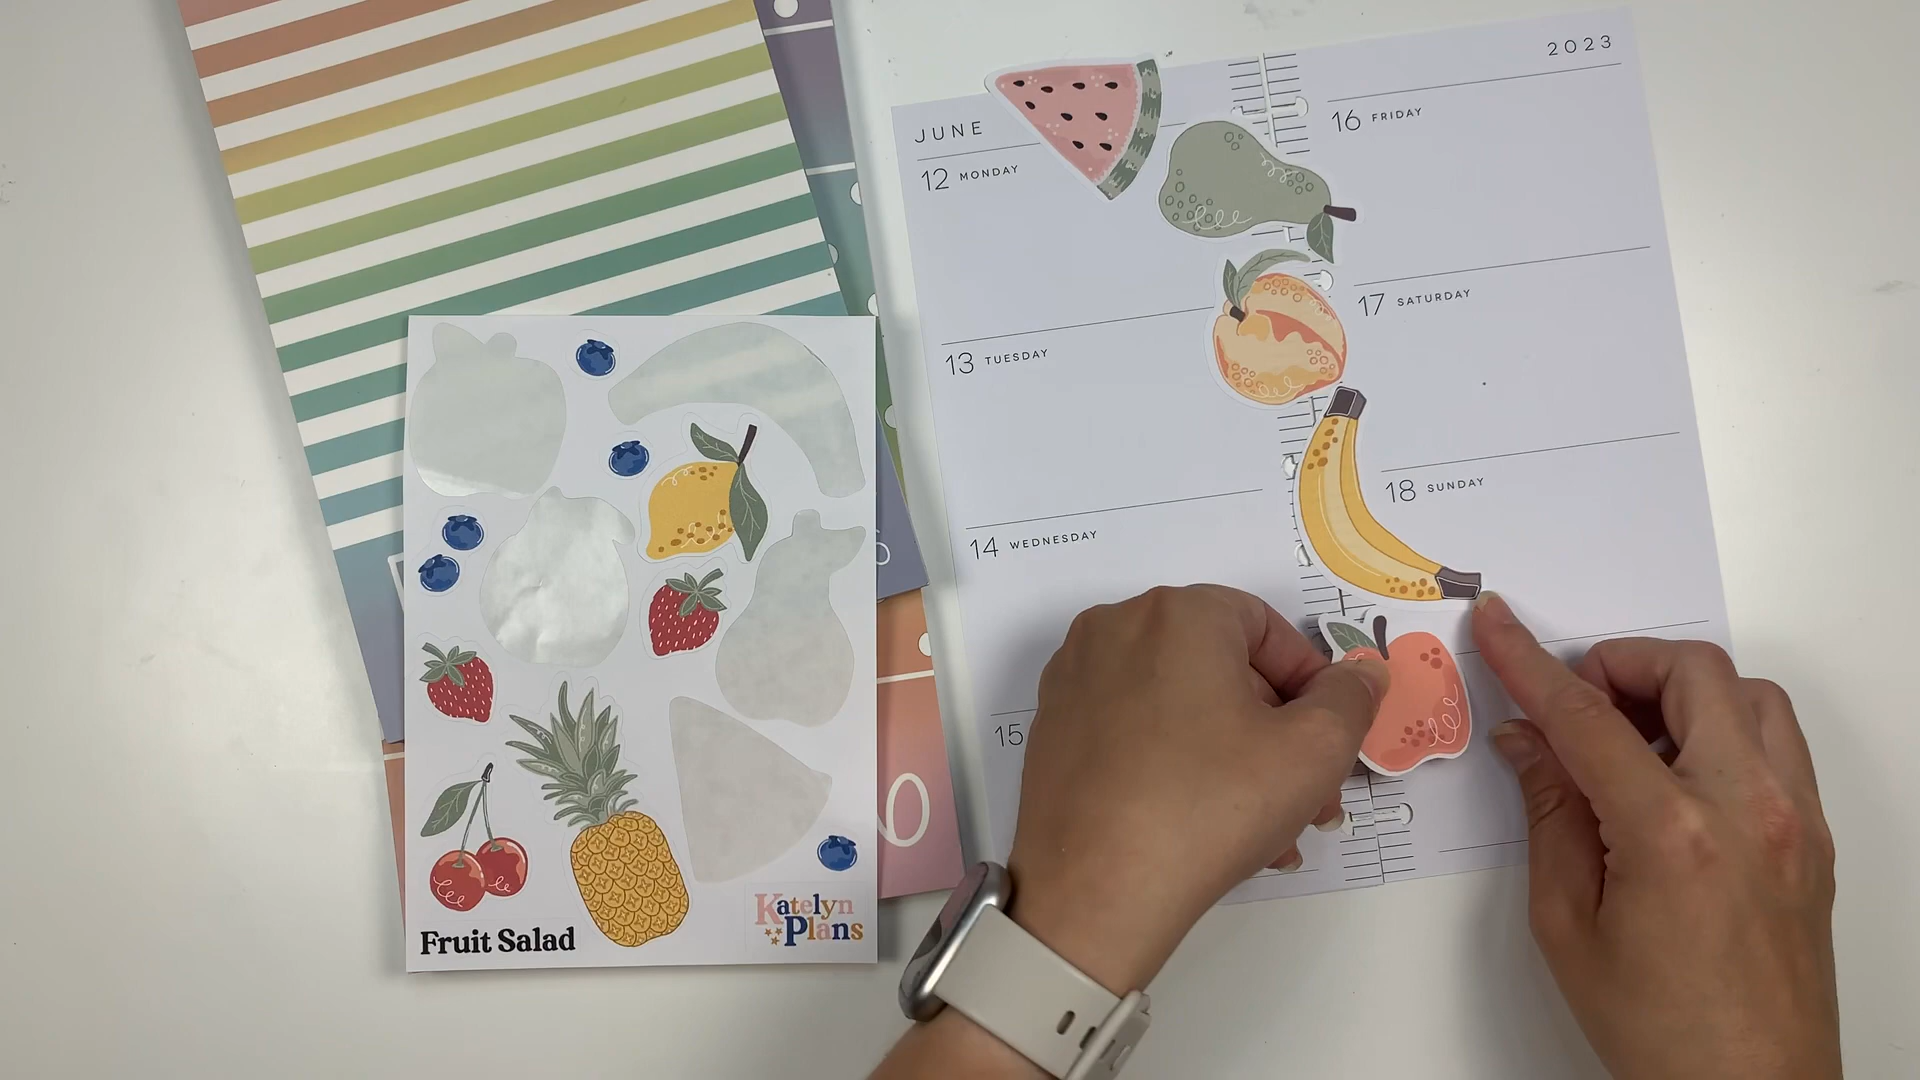 JUNE
2023
12 MONDAY
13 TUESDAY
14 WEDNESDAY
15
16 FRIDAY
17 SATURDAY
18 SUNDAY
Fruit Salad
Katelyn
Plans